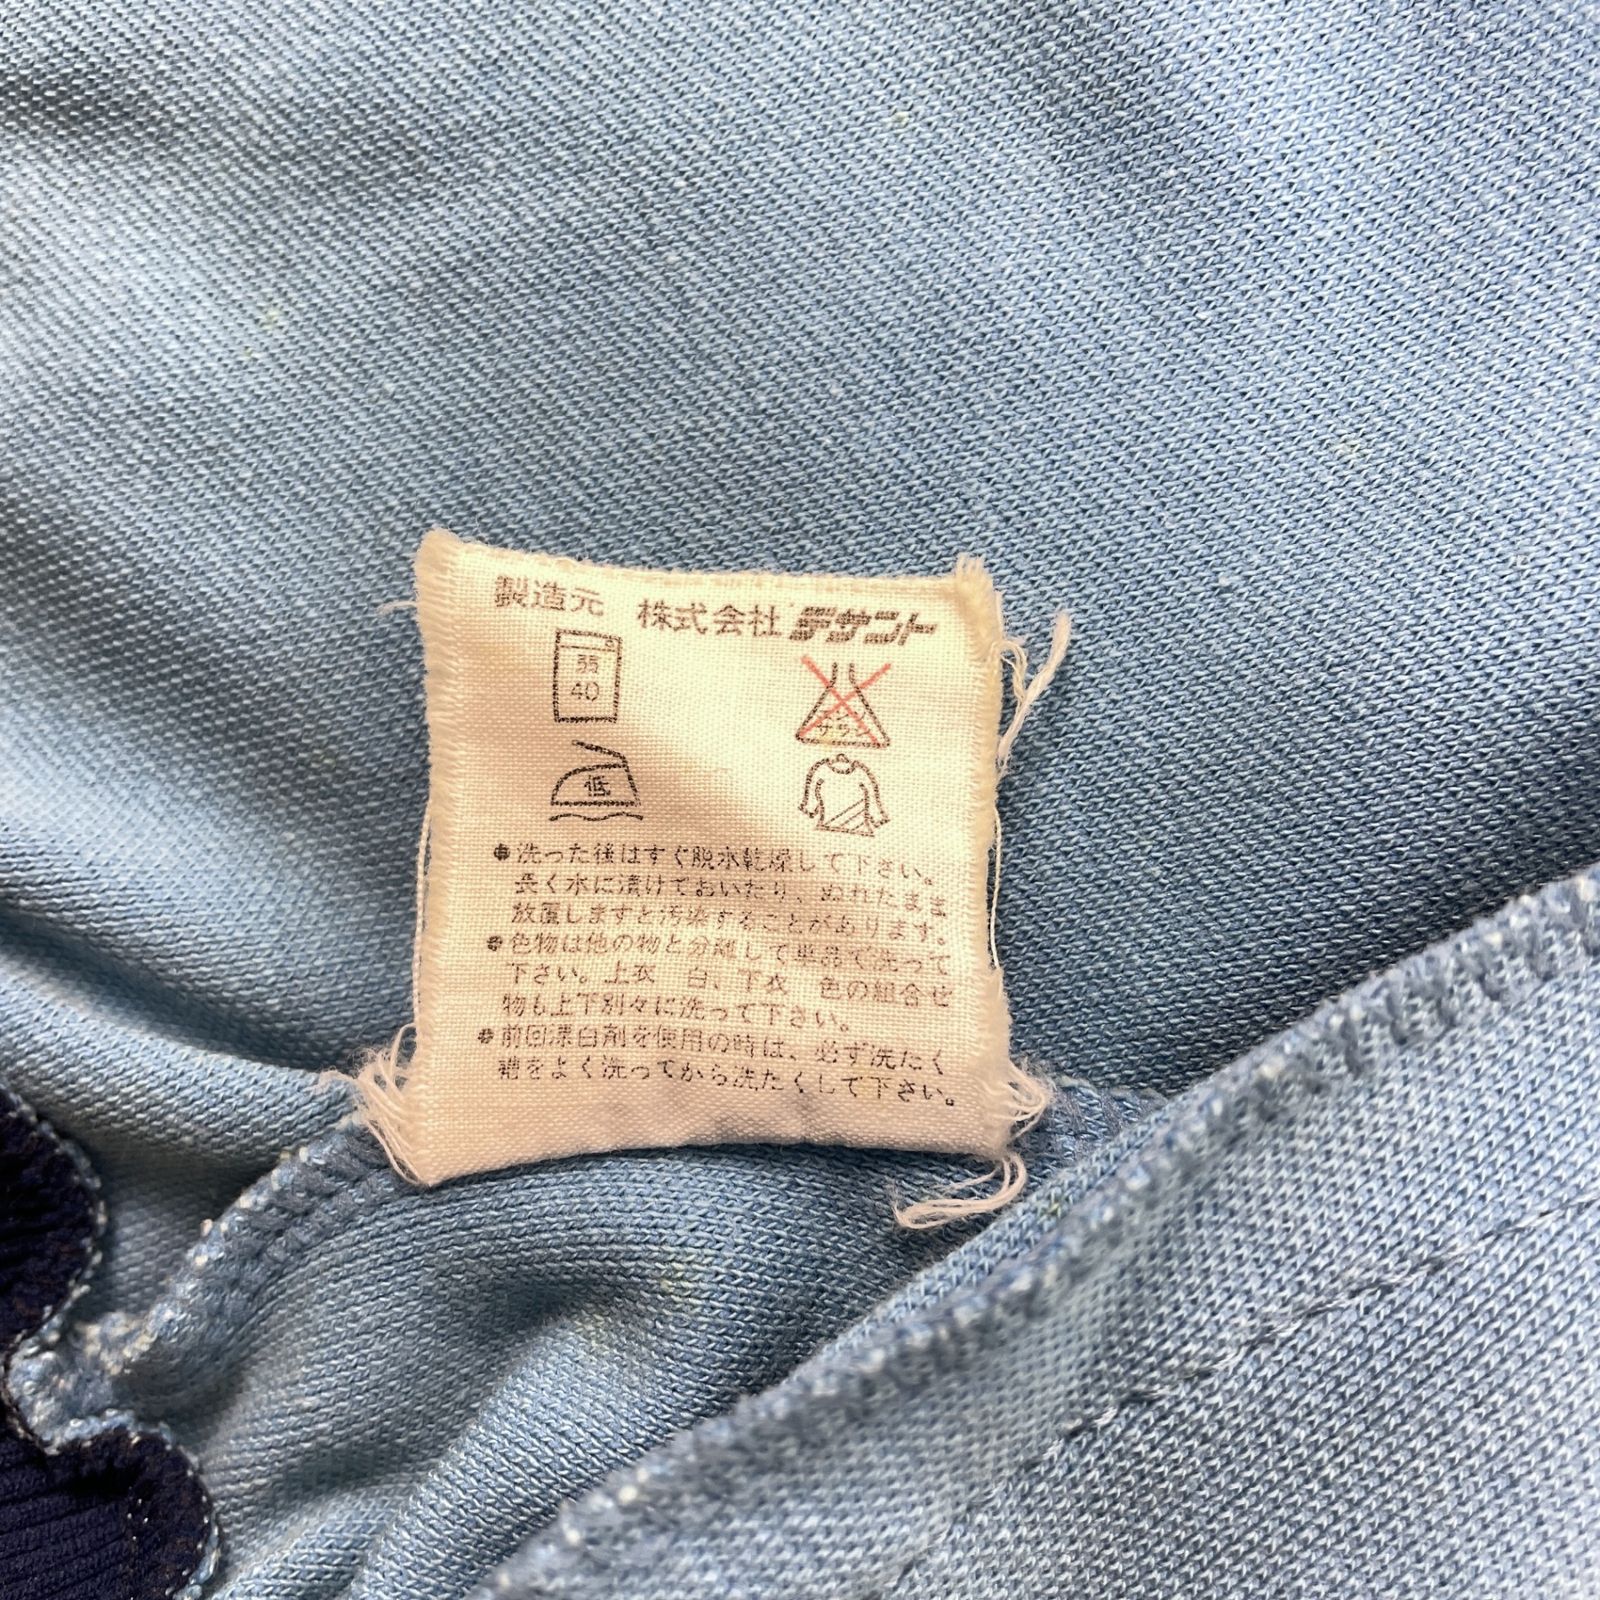 製造元 株式会社 デサント
弱
40
サラシ
低
●洗った後はすぐ脱水乾燥して下さい。
長く水に漬けておいたり、ぬれたまま
放置しますと汚染することがあります。
●色物は他の物と分離して単品で洗って
下さい。上衣 白、下衣 色の組合せ
物も上下別々に洗って下さい。
●前回漂白剤を使用の時は、必ず洗たく
槽をよく洗ってから洗たくして下さい。